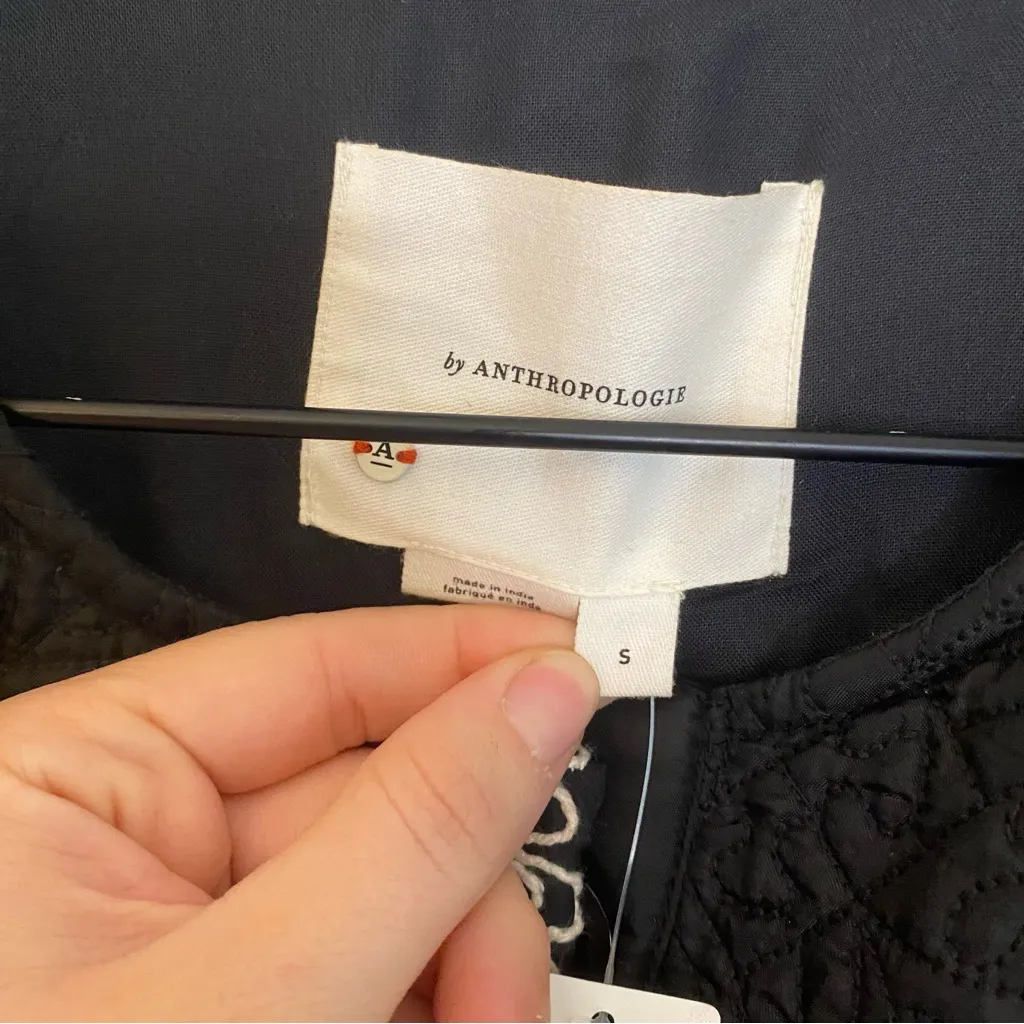 by ANTHROPOLOGIE
A
made in india
fabriqué en inde
S